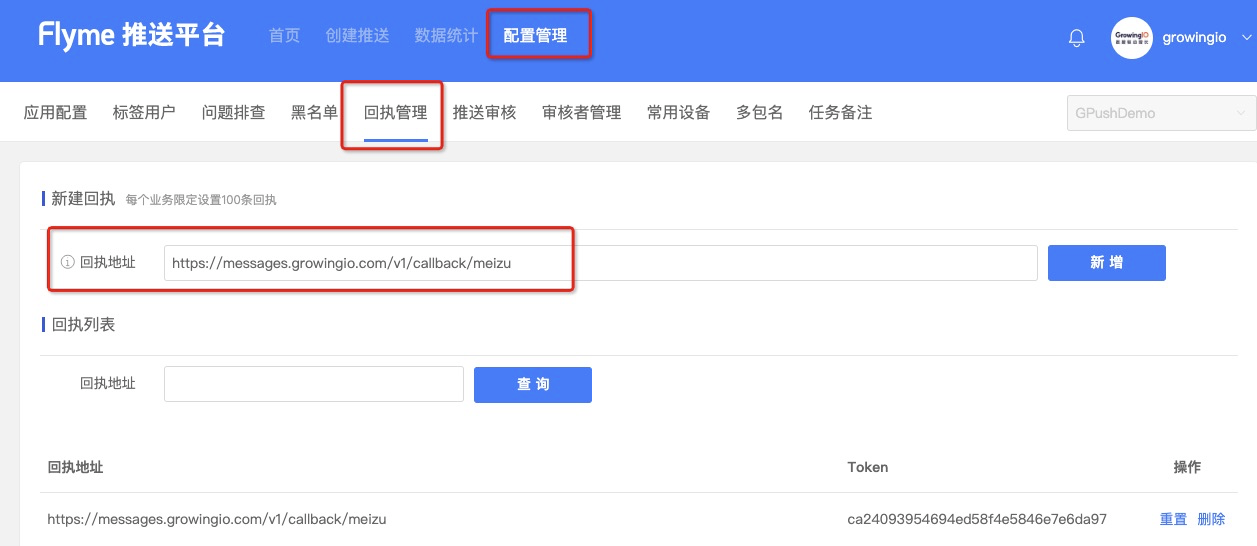 Flyme 推送平台 首页 创建推送 数据统计 配置管理 GrowingIO growingio
应用配置 标签用户 问题排查 黑名单 回执管理 推送审核 审核者管理 常用设备 多包名 任务备注 GPushDemo
新建回执 每个业务限定设置100条回执
回执地址 https://messages.growingio.com/v1/callback/meizu 新增
回执列表
回执地址 查询
回执地址 Token 操作
https://messages.growingio.com/v1/callback/meizu ca24093954694ed58f4e5846e7e6da97 重置 删除